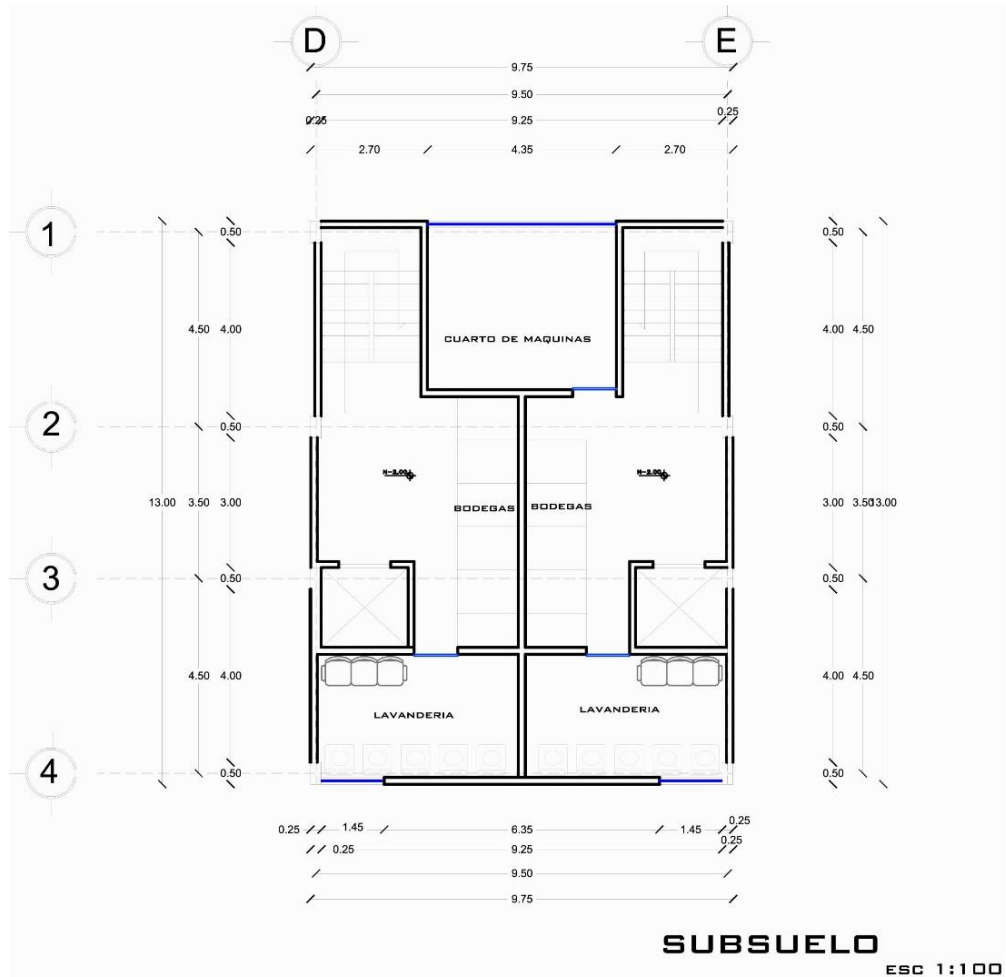 D E
9.75
9.50
0.25
0.25 9.25
2.70 4.35 2.70
1
0.50 0.50
4.50 4.00 CUARTO DE MAQUINAS 4.00 4.50
2
0.50 0.50
13.00 3.50 3.00 BODEGAS BODEGAS 3.00 3.50 13.00
3
0.50 0.50
4.50 4.00 4.00 4.50
LAVANDERIA LAVANDERIA
4
0.50 0.50
0.25 1.45 6.35 1.45 0.25
0.25 9.25 0.25
9.50
9.75
SUBSUELO
ESC 1:100